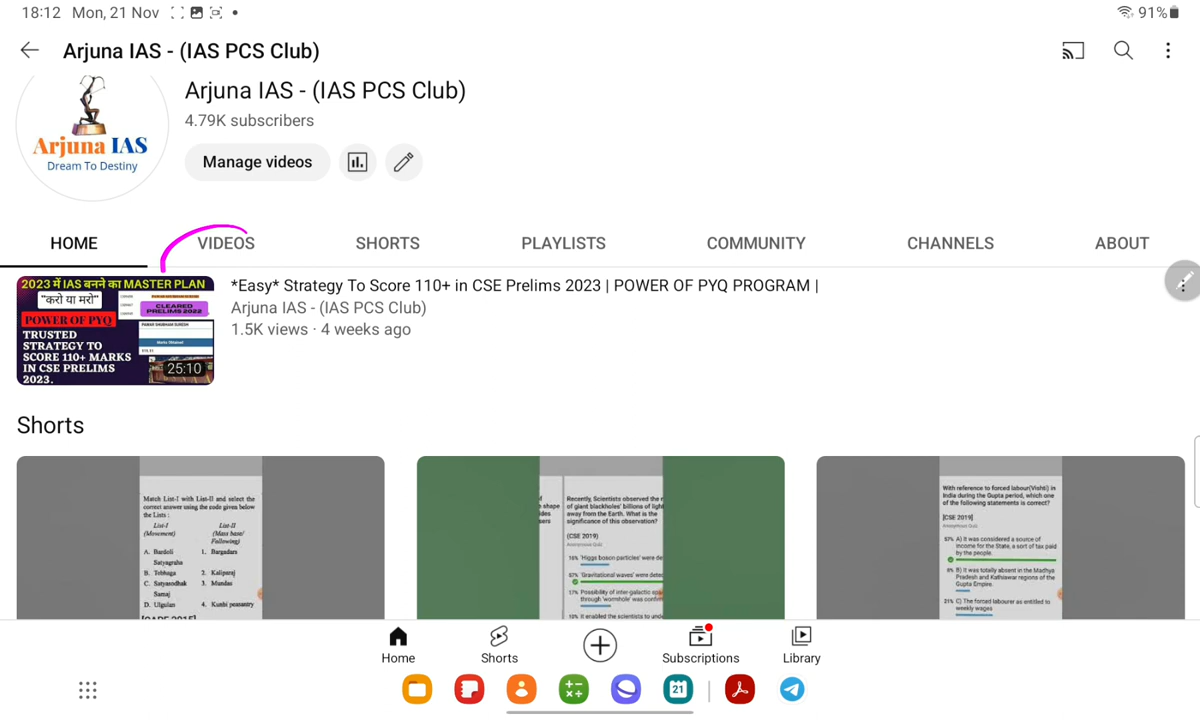 18:12 Mon, 21 Nov 91%
Arjuna IAS - (IAS PCS Club)
Arjuna IAS
Dream To Destiny
Arjuna IAS - (IAS PCS Club)
4.79K subscribers
Manage videos
HOME VIDEOS SHORTS PLAYLISTS COMMUNITY CHANNELS ABOUT
2023 में IAS बनने का MASTER PLAN
"करो या मरो"
CLEARED
PRELIMS 2022
POWER OF PYQ
TRUSTED
STRATEGY TO
SCORE 110+ MARKS
IN CSE PRELIMS
2023.
25:10
*Easy* Strategy To Score 110+ in CSE Prelims 2023 | POWER OF PYQ PROGRAM |
Arjuna IAS - (IAS PCS Club)
1.5K views · 4 weeks ago
Shorts
Match List-I with List-II and select the
correct answer using the code given below
the Lists :
List-I List-II
(Movement) (Mass base/
Following)
A. Bardoli 1. Bargadars
Satyagraha
B. Tebhaga 2. Kaliparaj
C. Satyasodhak 3. Mundas
Samaj
D. Ulgulan 4. Kunbi peasantry
Recently, Scientists observed the
of giant blackholes' billions of light
away from the Earth. What is the
significance of this observation?
(CSE 2019)
Anonymous Quiz
16% 'Higgs boson particles' were de
67% 'Gravitational waves' were detec
17% Possibility of inter-galactic
through 'wormhole' was confir
With reference to forced labour(Vishti) in
India during the Gupta period, which one
of the following statements is correct?
[CSE 2019]
Anonymous Quiz
57% A) It was considered a source of
income for the State, a sort of tax paid
by the people.
B) It was totally absent in the Madhya
Pradesh and Kathiawar regions of the
Gupta Empire.
21% C) The forced labourer as entitled to
weekly wages
Home Shorts Subscriptions Library
21